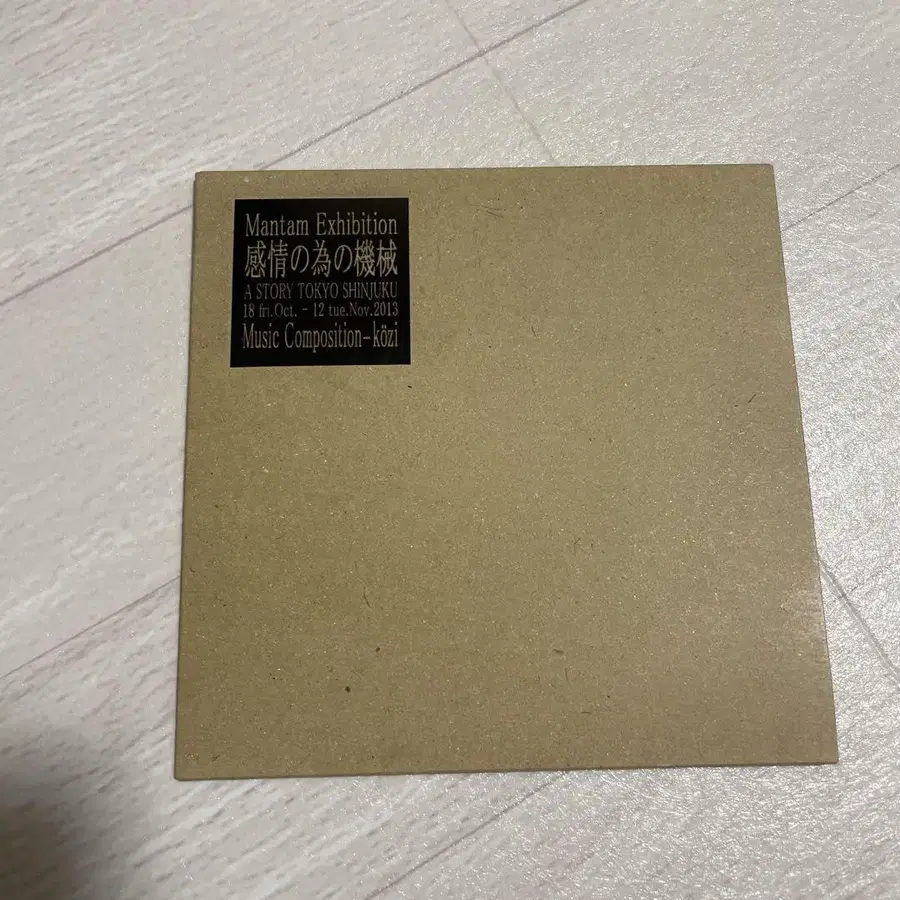 Mantam Exhibition
感情の為の機械
A STORY TOKYO SHINJUKU
18 fri.Oct. - 12 tue.Nov.2013
Music Composition-közi